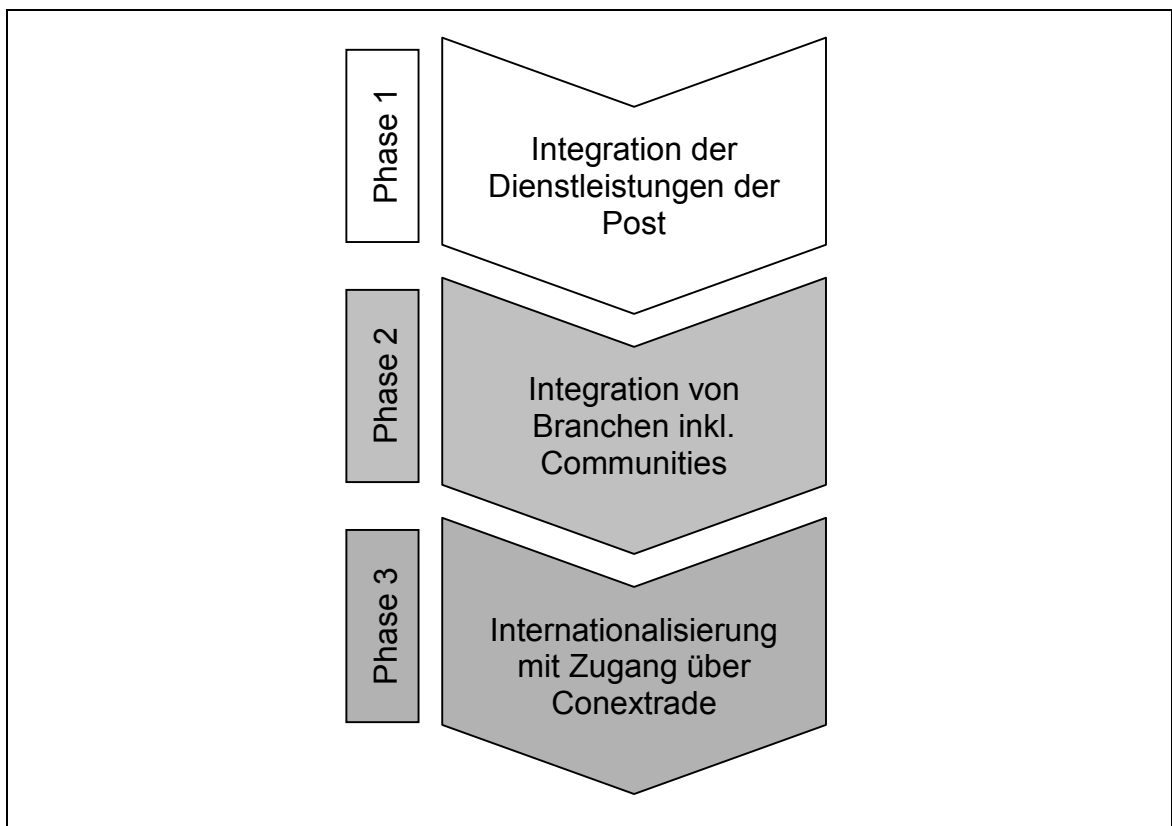 Phase 1
Integration der
Dienstleistungen der
Post
Phase 2
Integration von
Branchen inkl.
Communities
Phase 3
Internationalisierung
mit Zugang über
Conextrade